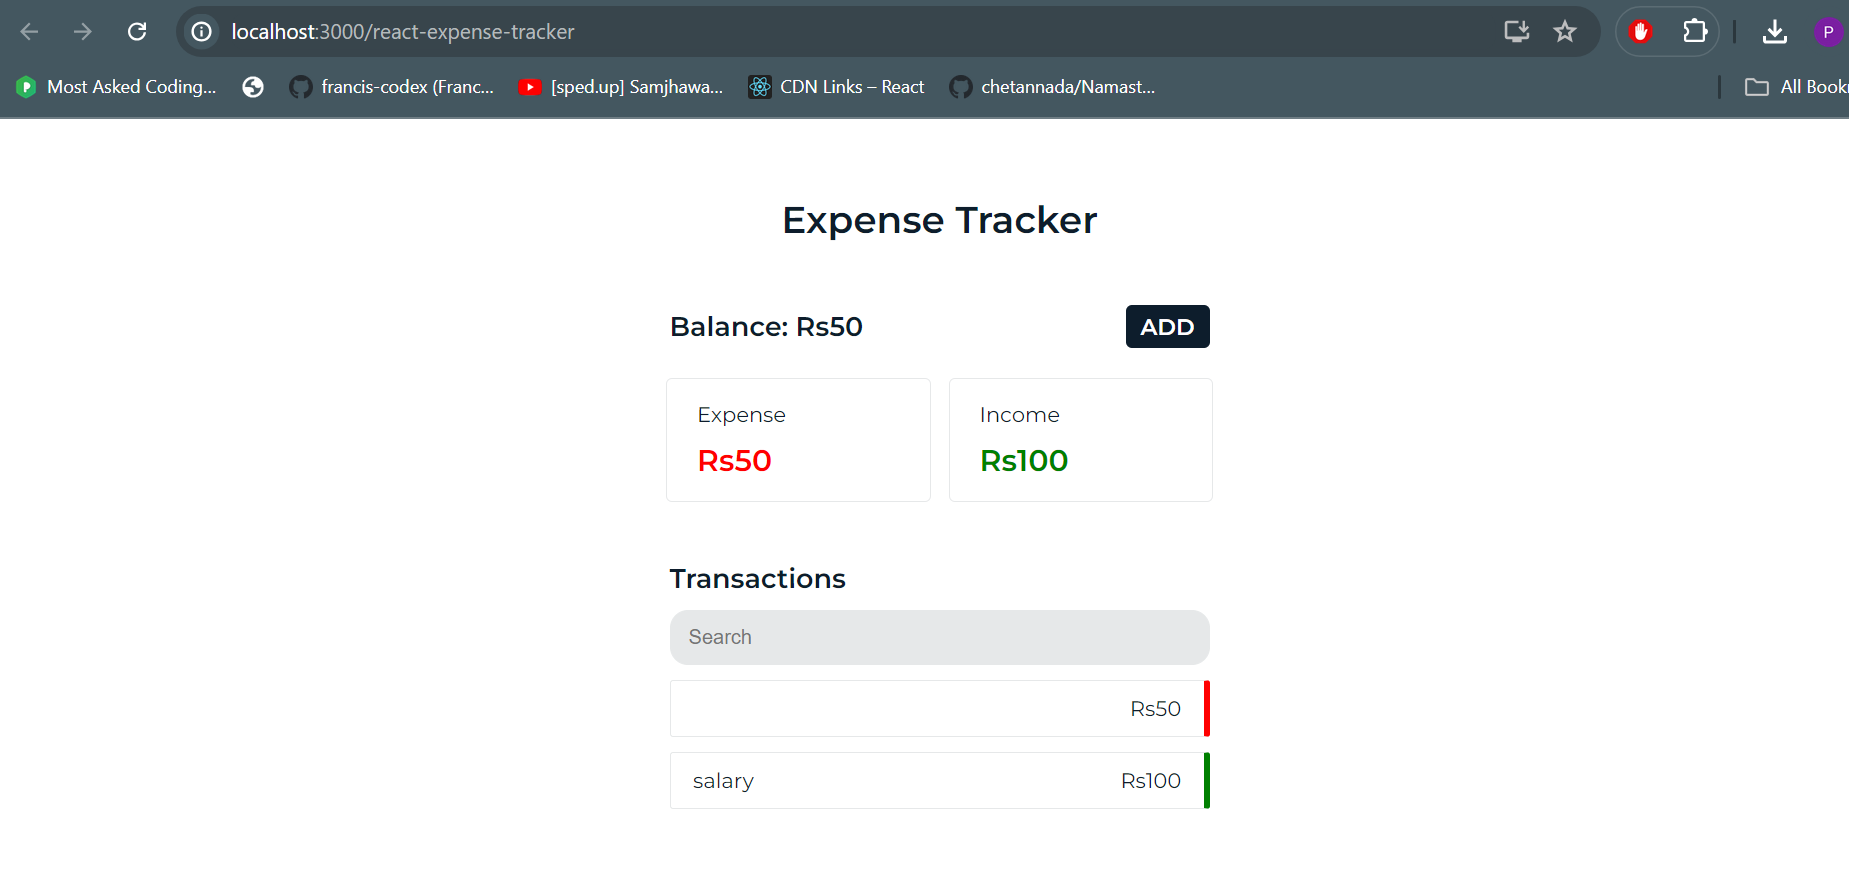 localhost:3000/react-expense-tracker
P
Most Asked Coding...
francis-codex (Franc...
[sped.up] Samjhawa...
CDN Links – React
chetannada/Namast...
All Book
Expense Tracker
Balance: Rs50
ADD
Expense
Income
Rs50
Rs100
Transactions
Search
Rs50
salary
Rs100